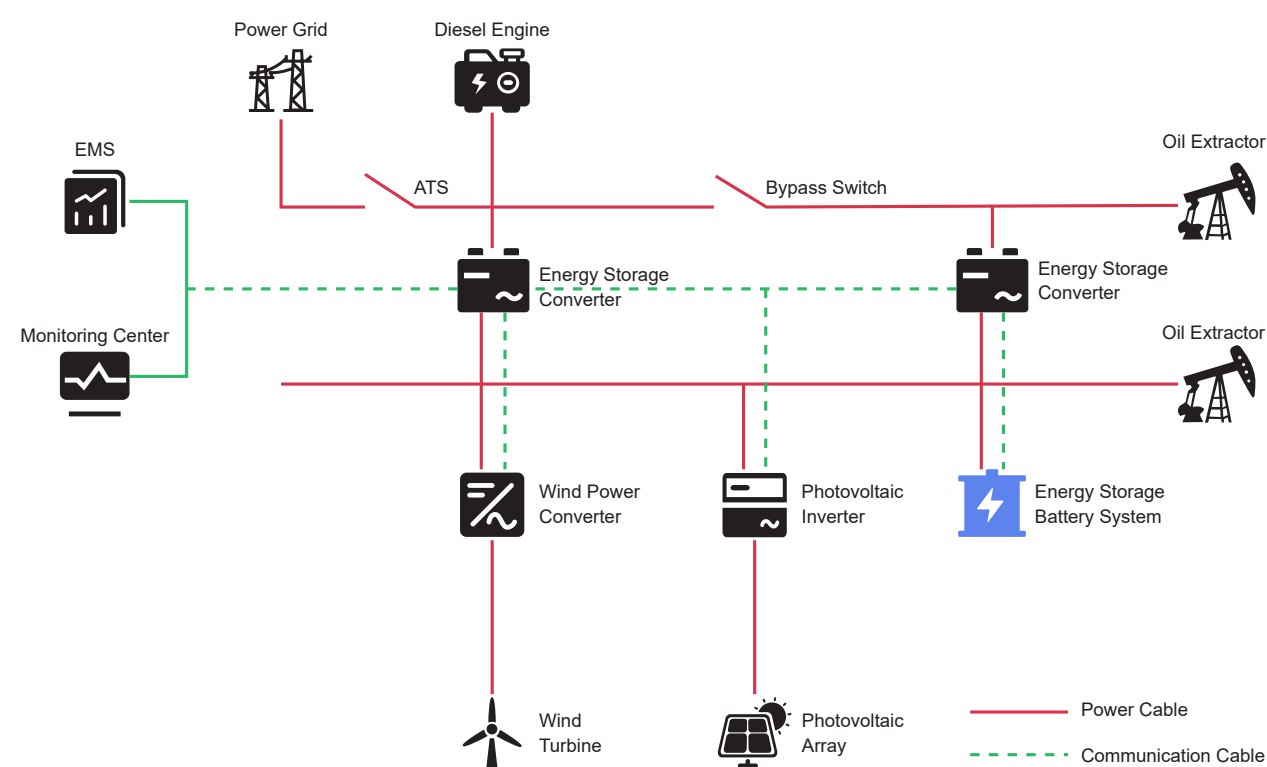 Power Grid
Diesel Engine
EMS
Oil Extractor
ATS
Bypass Switch
Energy Storage
Converter
Energy Storage
Converter
Monitoring Center
Oil Extractor
Wind Power
Converter
Photovoltaic
Inverter
Energy Storage
Battery System
Wind
Turbine
Photovoltaic
Array
Power Cable
Communication Cable